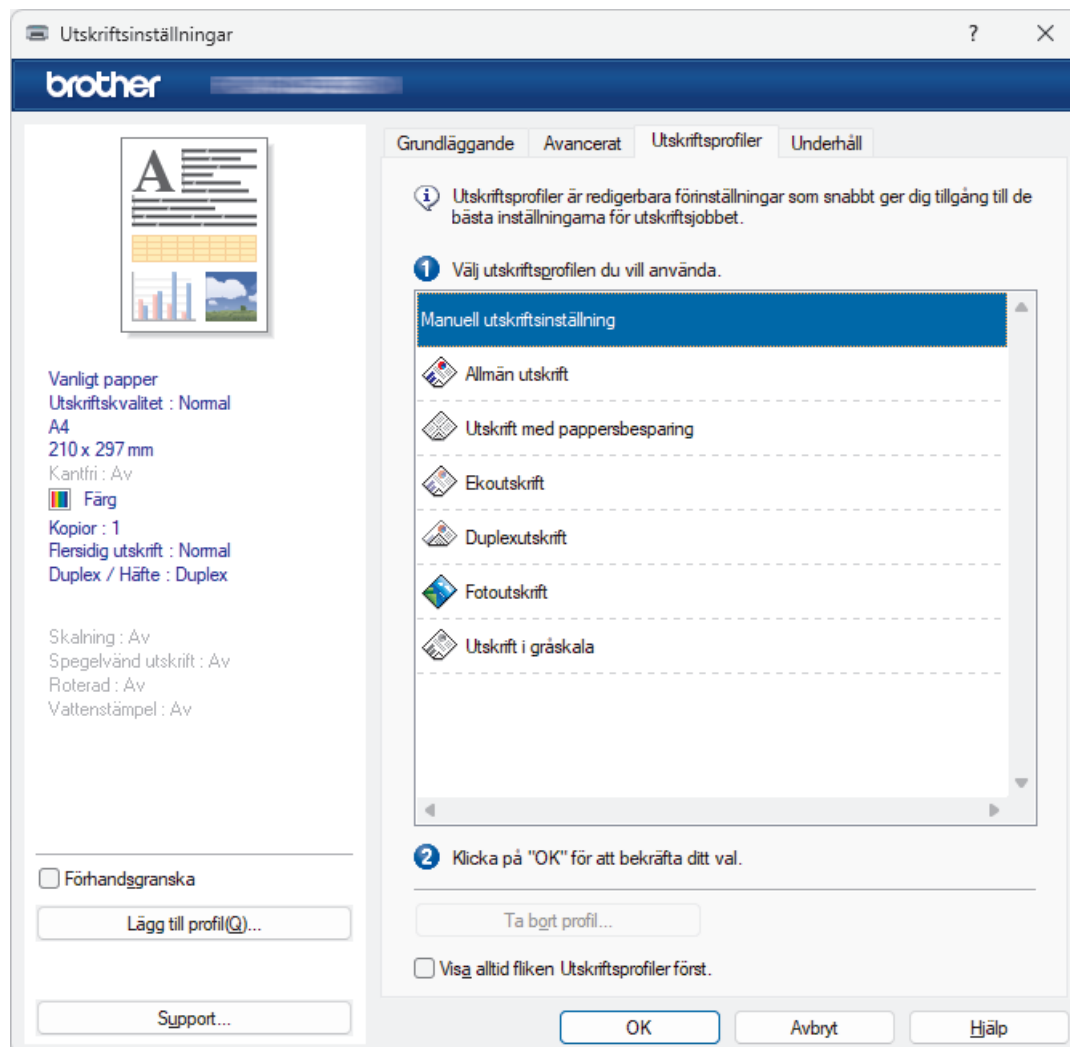 Utskriftsinställningar
?
brother
Grundläggande
Avancerat
Utskriftsprofiler
Underhåll
A
Utskriftsprofiler är redigerbara förinställningar som snabbt ger dig tillgång till de
bästa inställningarna för utskriftsjobbet.
1 Välj utskriftsprofilen du vill använda.
Manuell utskriftsinställning
Allmän utskrift
Utskrift med pappersbesparing
Ekoutskrift
Duplexutskrift
Fotoutskrift
Utskrift i gråskala
Vanligt papper
Utskriftskvalitet : Normal
A4
210 x 297 mm
Kantfri : Av
Färg
Kopior : 1
Flersidig utskrift : Normal
Duplex / Häfte : Duplex
Skalning : Av
Spegelvänd utskrift : Av
Roterad : Av
Vattenstämpel : Av
2 Klicka på "OK" för att bekräfta ditt val.
Förhandsgranska
Lägg till profil(Q)...
Ta bort profil...
Visa alltid fliken Utskriftsprofiler först.
Support...
OK
Avbryt
Hjälp